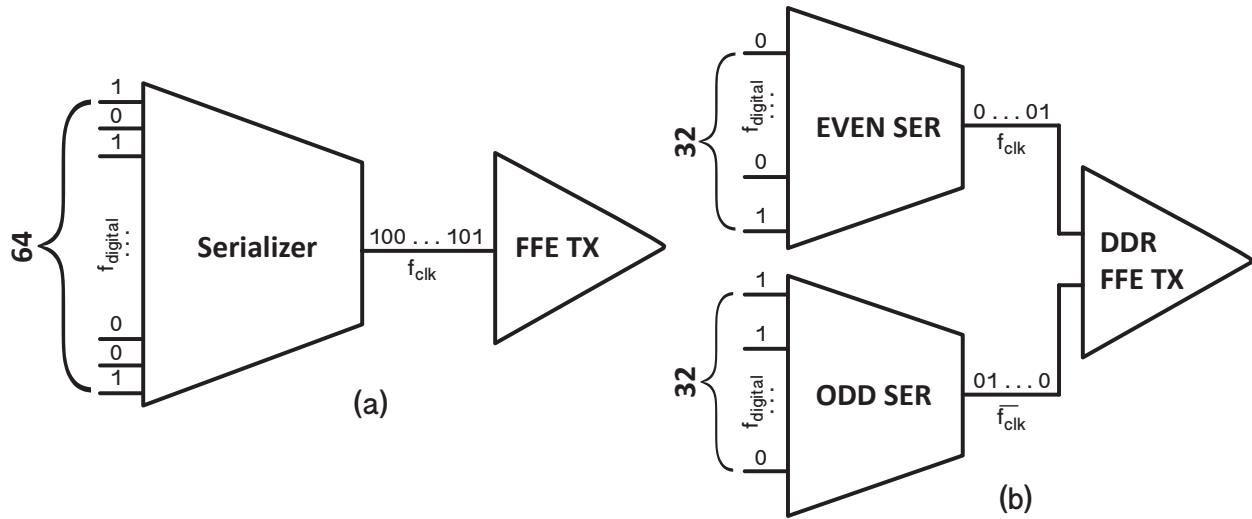 64
1
0
1
f_digital
. . .
0
0
1
Serializer
100 . . . 101
f_clk
FFE TX
(a)
32
0
f_digital
. . .
0
1
EVEN SER
0 . . . 01
f_clk
32
1
1
f_digital
. . .
0
ODD SER
01 . . . 0
f̅_clk
DDR
FFE TX
(b)